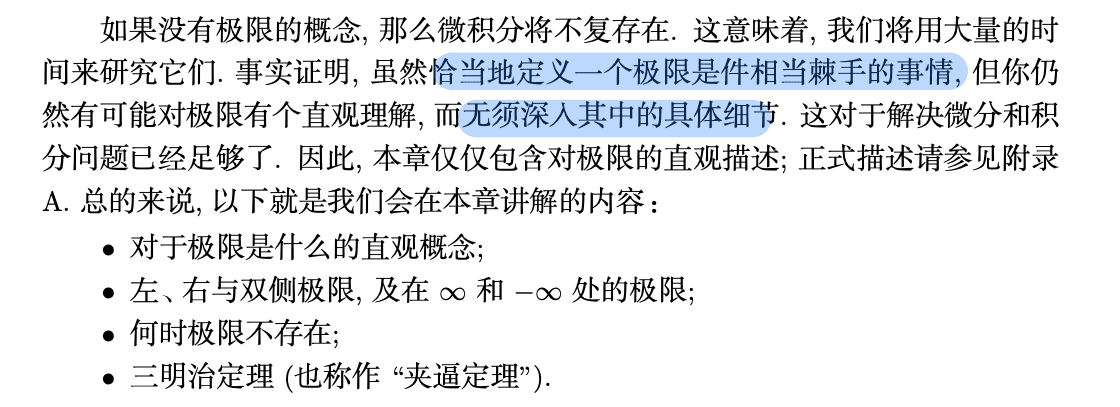 如果没有极限的概念, 那么微积分将不复存在. 这意味着, 我们将用大量的时
间来研究它们. 事实证明, 虽然恰当地定义一个极限是件相当棘手的事情, 但你仍
然有可能对极限有个直观理解, 而无须深入其中的具体细节. 这对于解决微分和积
分问题已经足够了. 因此, 本章仅仅包含对极限的直观描述; 正式描述请参见附录
A. 总的来说, 以下就是我们会在本章讲解的内容:
• 对于极限是什么的直观概念;
• 左、右与双侧极限, 及在 ∞ 和 −∞ 处的极限;
• 何时极限不存在;
• 三明治定理 (也称作 “夹逼定理”).